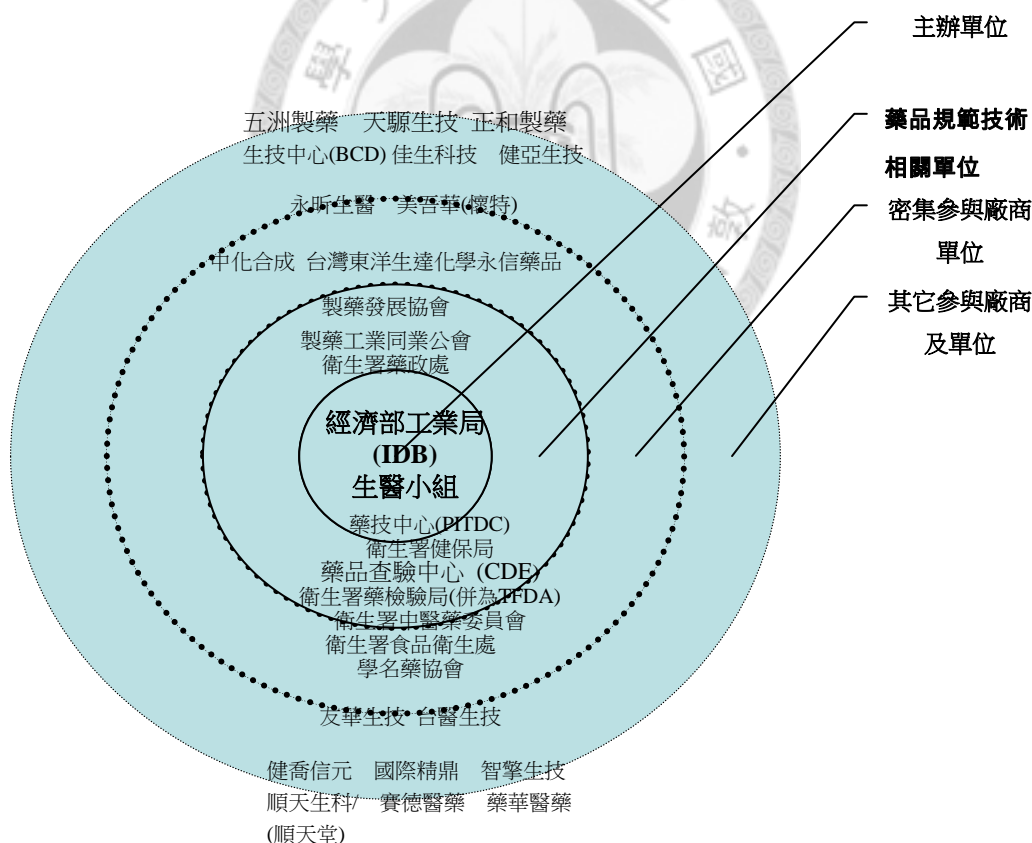 主辦單位
藥品規範技術
相關單位
密集參與廠商
單位
其它參與廠商
及單位
五洲製藥 天騵生技 正和製藥
生技中心(BCD) 佳生科技 健亞生技
永昕生醫 美吾華(懷特)
中化合成 台灣東洋生達化學永信藥品
製藥發展協會
製藥工業同業公會
衛生署藥政處
經濟部工業局
(IDB)
生醫小組
藥技中心(PITDC)
衛生署健保局
藥品查驗中心 (CDE)
衛生署藥檢驗局(併為TFDA)
衛生署中醫藥委員會
衛生署食品衛生處
學名藥協會
友華生技 台醫生技
健喬信元 國際精鼎 智擎生技
順天生科/ 賽德醫藥 藥華醫藥
(順天堂)